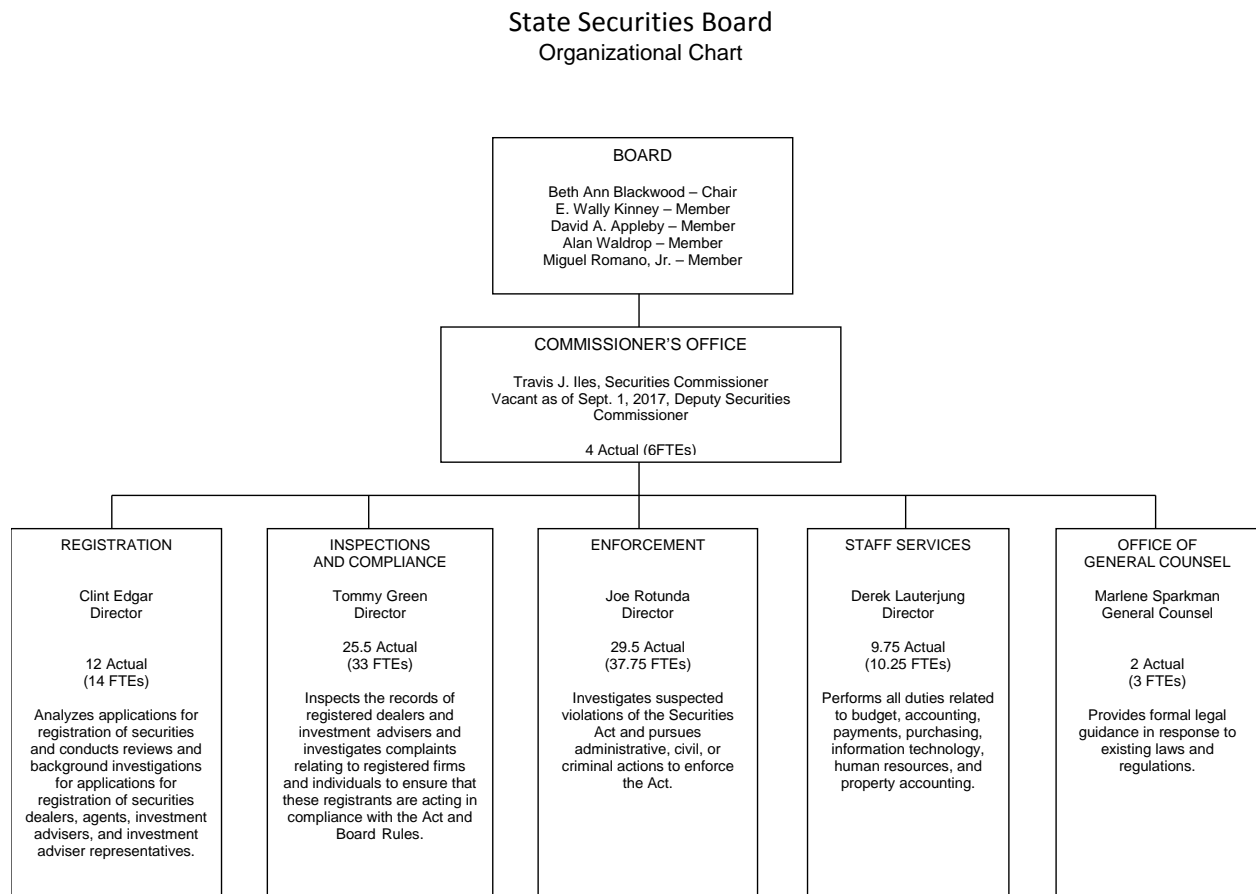 State Securities Board
Organizational Chart
BOARD
Beth Ann Blackwood – Chair
E. Wally Kinney – Member
David A. Appleby – Member
Alan Waldrop – Member
Miguel Romano, Jr. – Member
COMMISSIONER'S OFFICE
Travis J. Iles, Securities Commissioner
Vacant as of Sept. 1, 2017, Deputy Securities
Commissioner
4 Actual (6FTEs)
REGISTRATION
Clint Edgar
Director
12 Actual
(14 FTEs)
Analyzes applications for
registration of securities
and conducts reviews and
background investigations
for applications for
registration of securities
dealers, agents, investment
advisers, and investment
adviser representatives.
INSPECTIONS
AND COMPLIANCE
Tommy Green
Director
25.5 Actual
(33 FTEs)
Inspects the records of
registered dealers and
investment advisers and
investigates complaints
relating to registered firms
and individuals to ensure that
these registrants are acting in
compliance with the Act and
Board Rules.
ENFORCEMENT
Joe Rotunda
Director
29.5 Actual
(37.75 FTEs)
Investigates suspected
violations of the Securities
Act and pursues
administrative, civil, or
criminal actions to enforce
the Act.
STAFF SERVICES
Derek Lauterjung
Director
9.75 Actual
(10.25 FTEs)
Performs all duties related
to budget, accounting,
payments, purchasing,
information technology,
human resources, and
property accounting.
OFFICE OF
GENERAL COUNSEL
Marlene Sparkman
General Counsel
2 Actual
(3 FTEs)
Provides formal legal
guidance in response to
existing laws and
regulations.